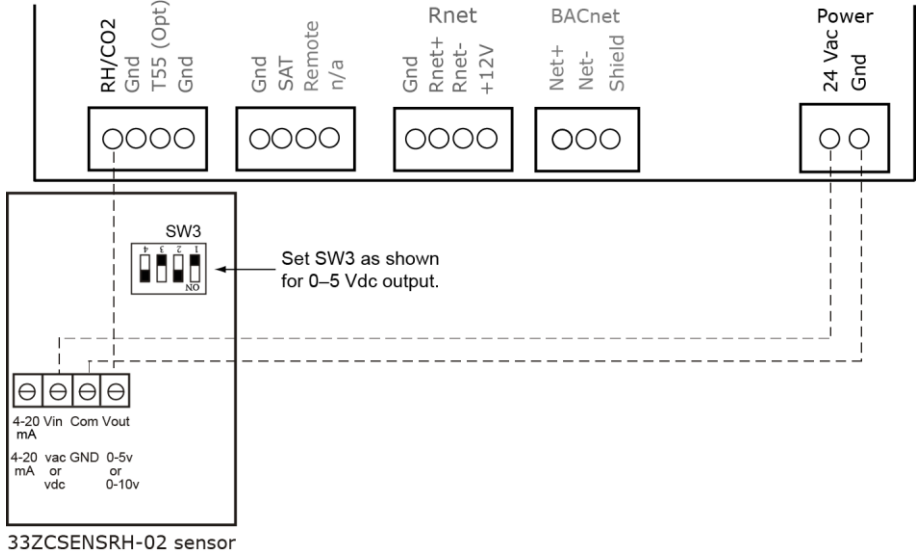 Rnet
BACnet
Power
RH/CO2
Gnd
T55 (Opt)
Gnd
Gnd
SAT
Remote
n/a
Gnd
Rnet+
Rnet-
+12V
Net+
Net-
Shield
24 Vac
Gnd
SW3
4 3 2 1
ON
Set SW3 as shown
for 0–5 Vdc output.
4-20 Vin Com Vout
mA
4-20 vac GND 0-5v
mA or or
vdc 0-10v
33ZCSENSRH-02 sensor